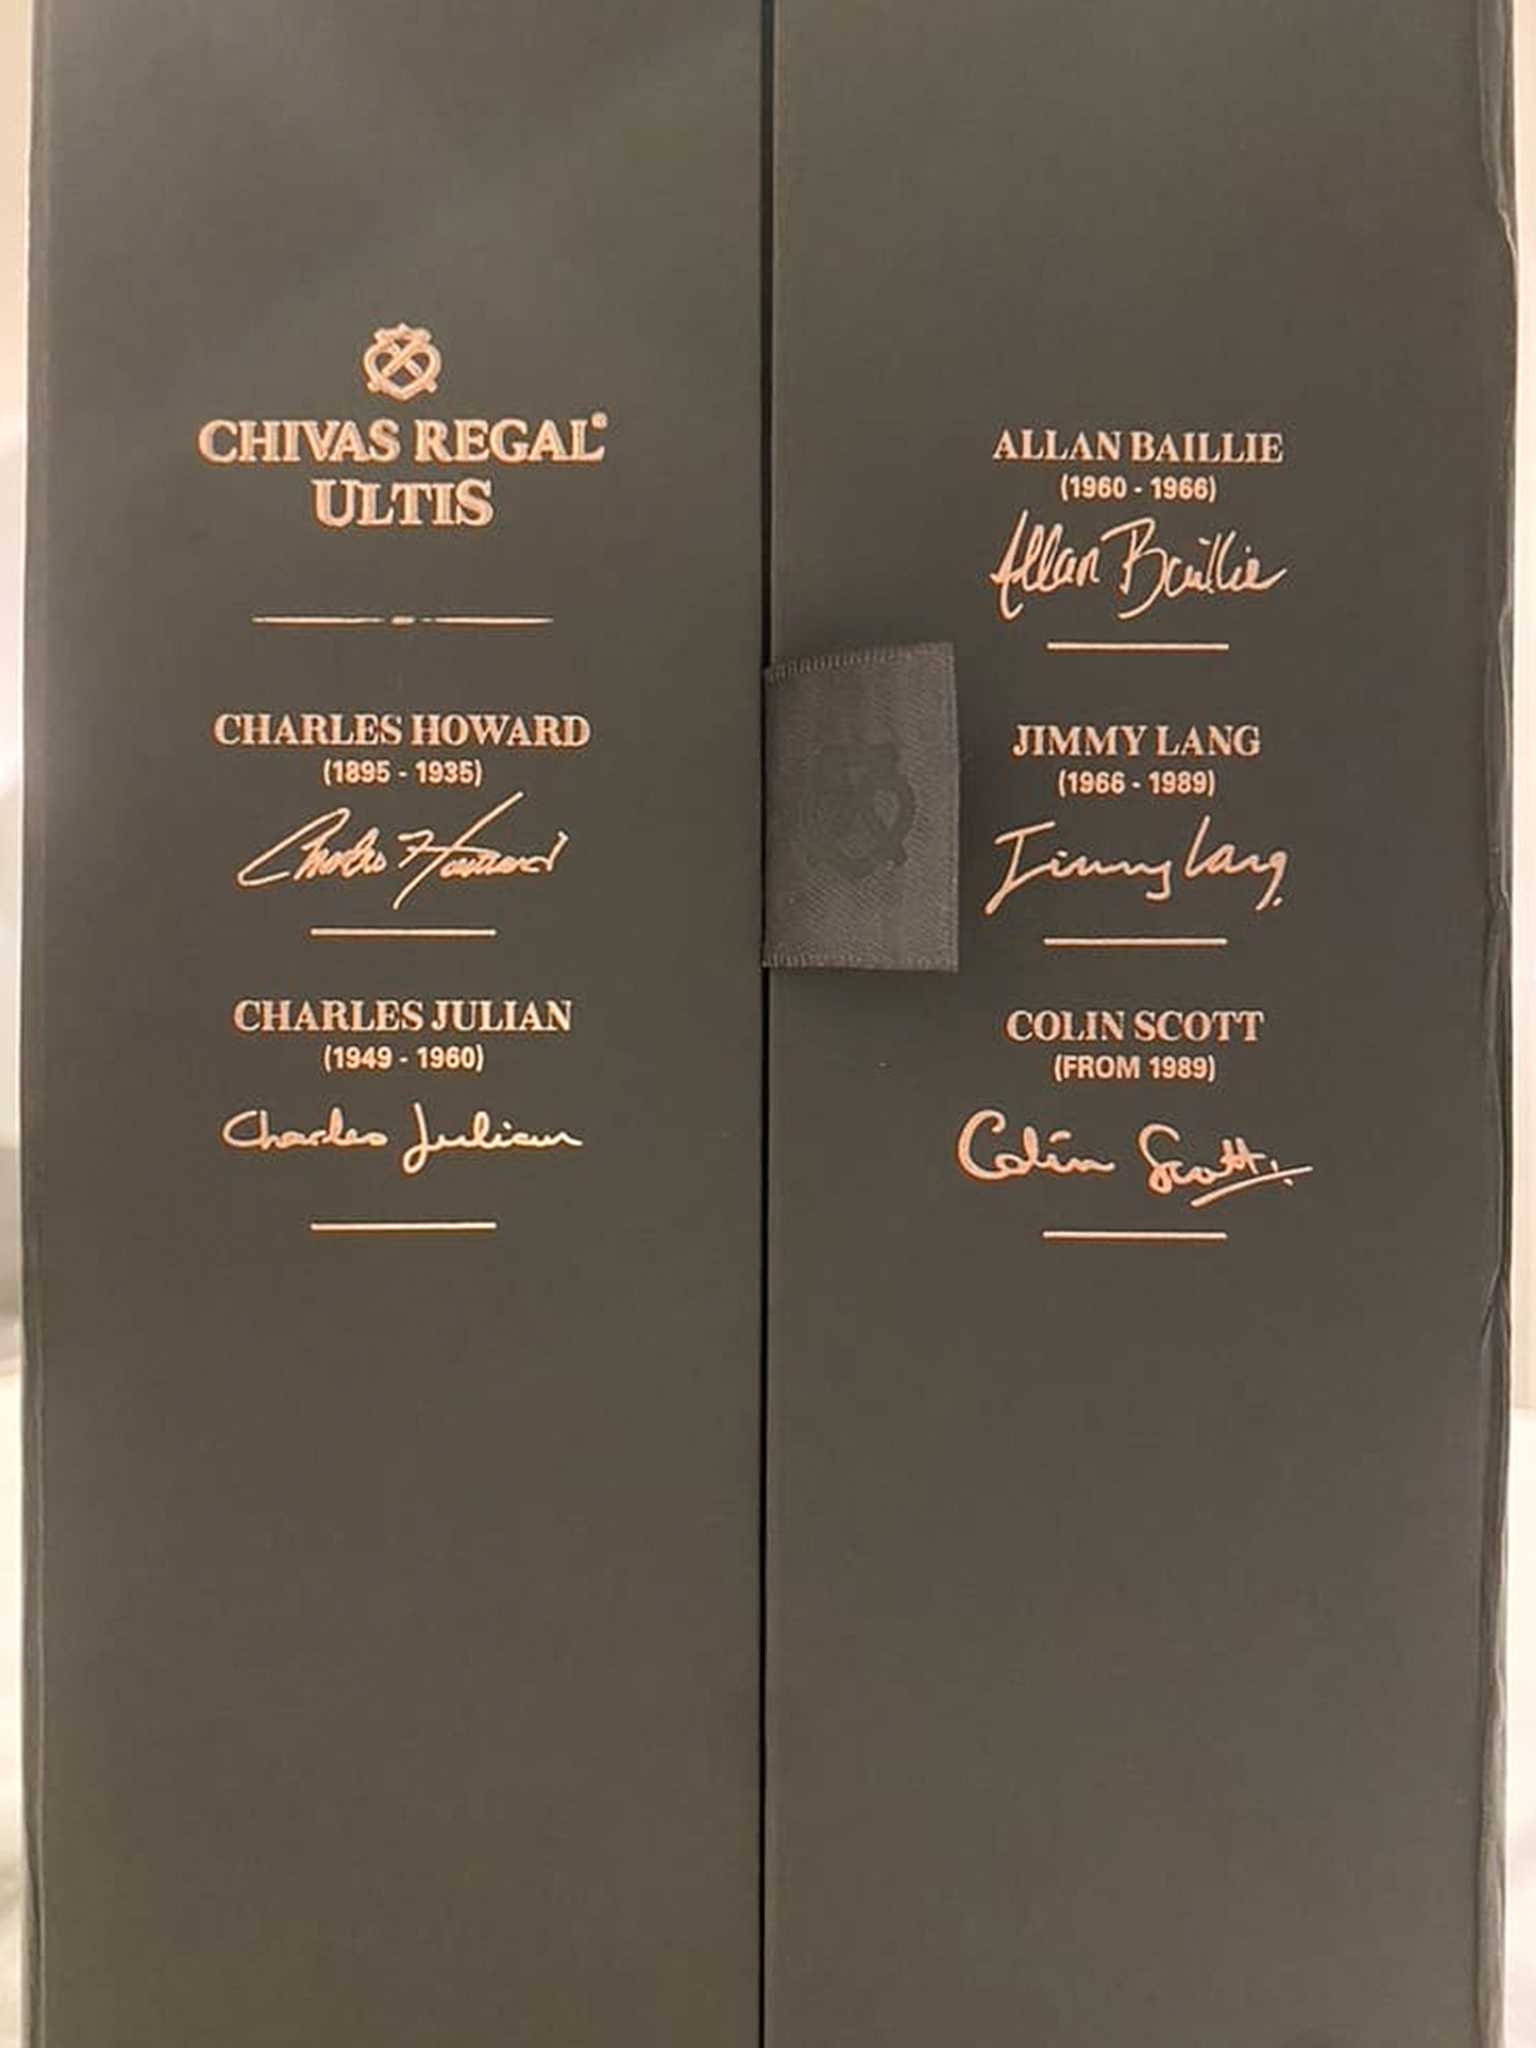 CHIVAS REGAL®
ULTIS
CHARLES HOWARD
(1895 - 1935)
Charles Howard
CHARLES JULIAN
(1949 - 1960)
Charles Julian
ALLAN BAILLIE
(1960 - 1966)
Allan Baillie
JIMMY LANG
(1966 - 1989)
Jimmy Lang
COLIN SCOTT
(FROM 1989)
Colin Scott.